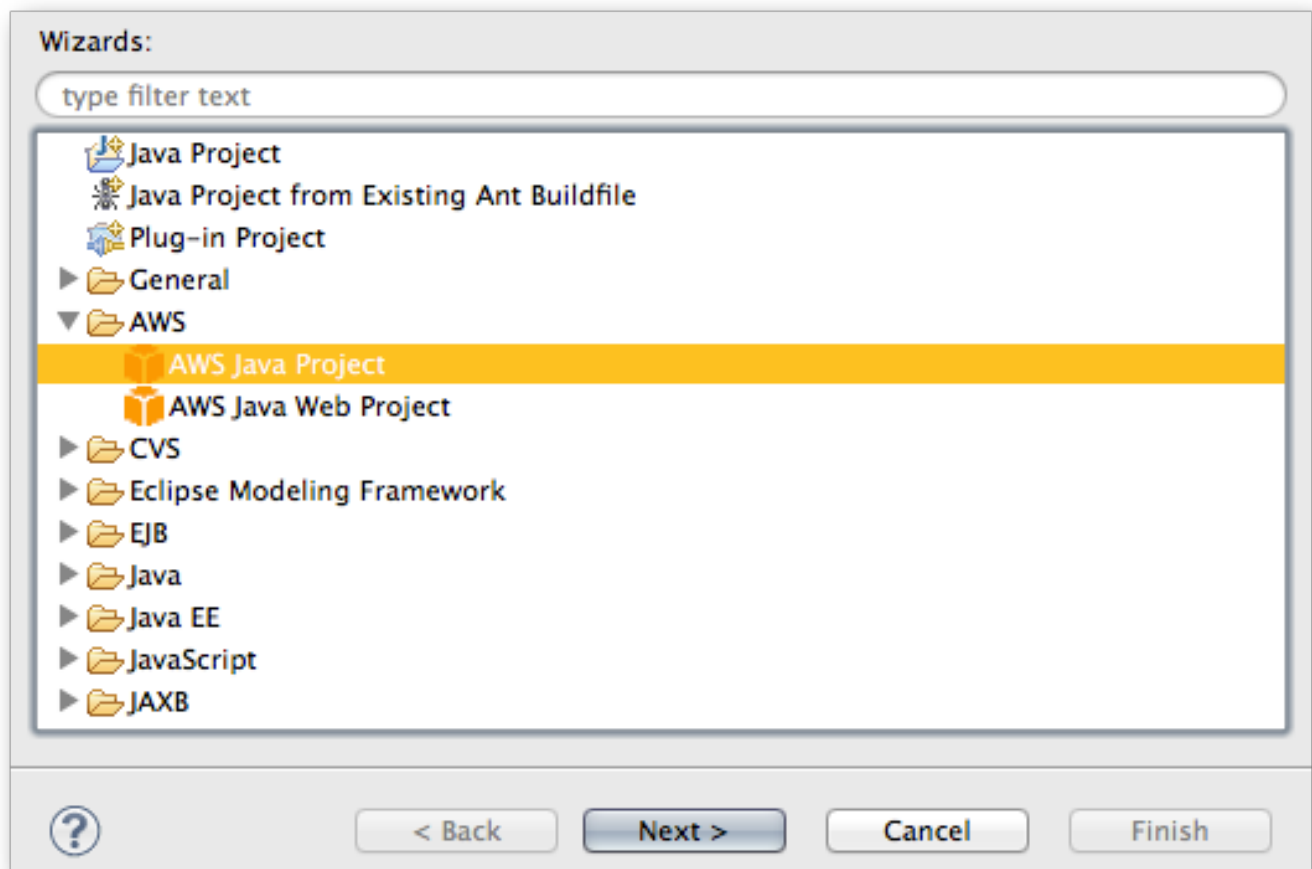 Wizards:
type filter text
Java Project
Java Project from Existing Ant Buildfile
Plug-in Project
General
AWS
AWS Java Project
AWS Java Web Project
CVS
Eclipse Modeling Framework
EJB
Java
Java EE
JavaScript
JAXB
? < Back Next > Cancel Finish